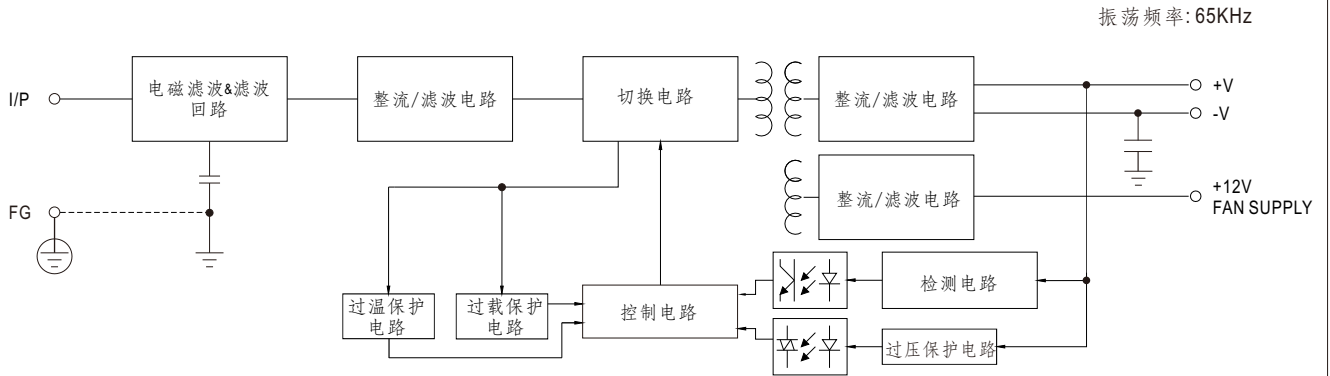 振荡频率: 65KHz
I/P
电磁滤波&滤波
回路
整流/滤波电路
切换电路
整流/滤波电路
+V
-V
整流/滤波电路
+12V
FAN SUPPLY
FG
过温保护
电路
过载保护
电路
控制电路
检测电路
过压保护电路